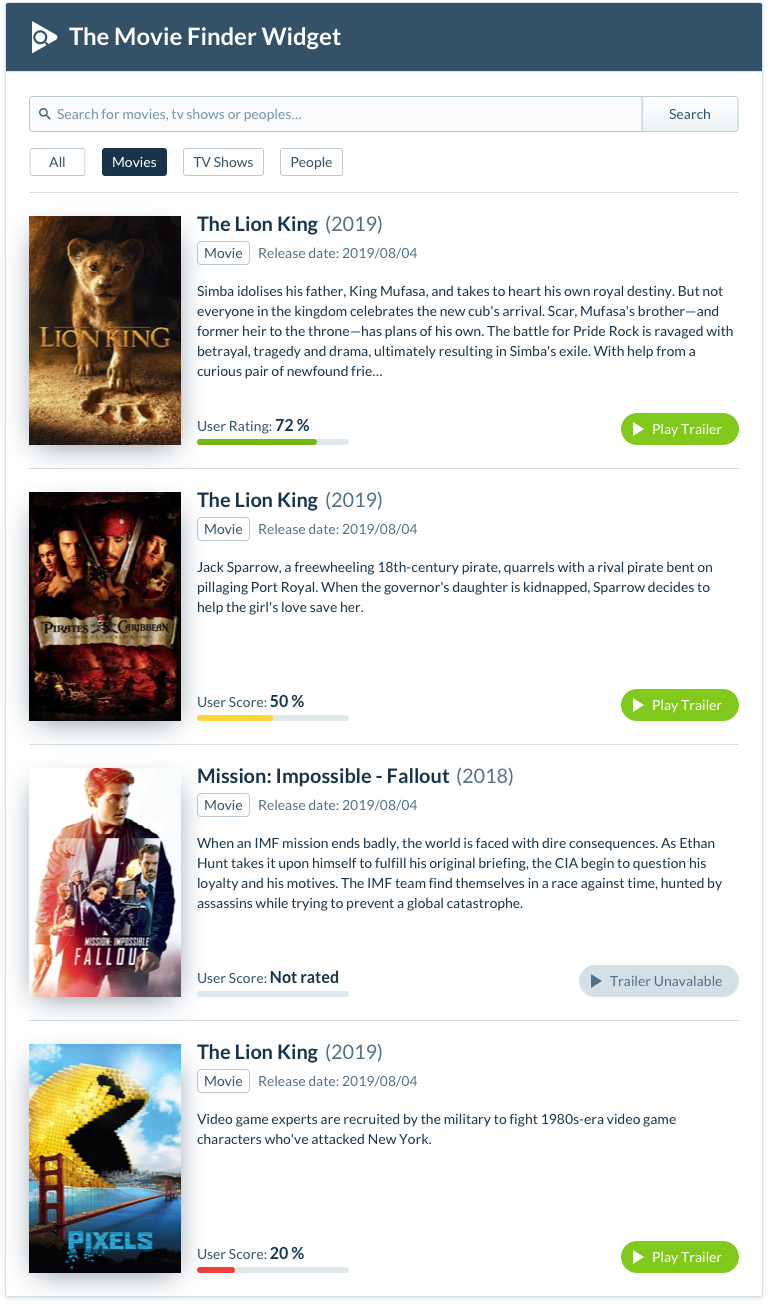 The Movie Finder Widget
Search for movies, tv shows or peoples...
Search
All
Movies
TV Shows
People
The Lion King (2019)
Movie
Release date: 2019/08/04
Simba idolises his father, King Mufasa, and takes to heart his own royal destiny. But not
everyone in the kingdom celebrates the new cub's arrival. Scar, Mufasa's brother—and
former heir to the throne—has plans of his own. The battle for Pride Rock is ravaged with
betrayal, tragedy and drama, ultimately resulting in Simba's exile. With help from a
curious pair of newfound frie...
User Rating: 72 %
Play Trailer
THE LION KING
The Lion King (2019)
Movie
Release date: 2019/08/04
Jack Sparrow, a freewheeling 18th-century pirate, quarrels with a rival pirate bent on
pillaging Port Royal. When the governor's daughter is kidnapped, Sparrow decides to
help the girl's love save her.
User Score: 50 %
Play Trailer
PIRATES CARIBBEAN
Mission: Impossible - Fallout (2018)
Movie
Release date: 2019/08/04
When an IMF mission ends badly, the world is faced with dire consequences. As Ethan
Hunt takes it upon himself to fulfill his original briefing, the CIA begin to question his
loyalty and his motives. The IMF team find themselves in a race against time, hunted by
assassins while trying to prevent a global catastrophe.
User Score: Not rated
Trailer Unavalable
MISSION: IMPOSSIBLE
FALLOUT
The Lion King (2019)
Movie
Release date: 2019/08/04
Video game experts are recruited by the military to fight 1980s-era video game
characters who've attacked New York.
User Score: 20 %
Play Trailer
PIXELS